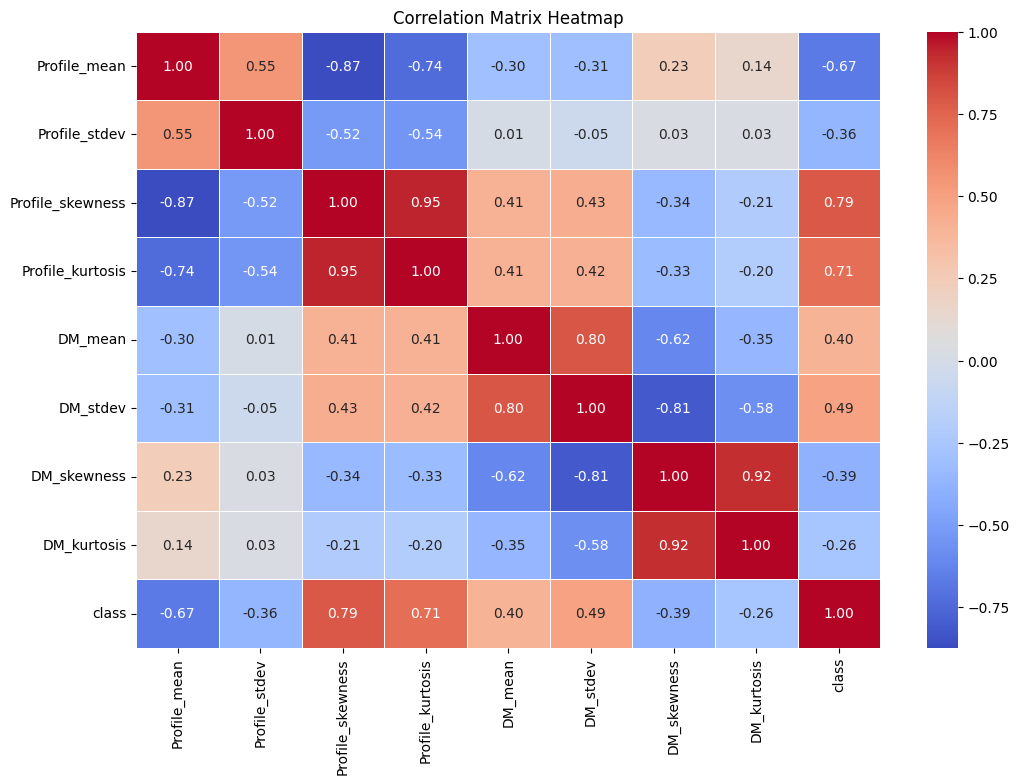 Correlation Matrix Heatmap
Profile_mean 1.00 0.55 -0.87 -0.74 -0.30 -0.31 0.23 0.14 -0.67
Profile_stdev 0.55 1.00 -0.52 -0.54 0.01 -0.05 0.03 0.03 -0.36
Profile_skewness -0.87 -0.52 1.00 0.95 0.41 0.43 -0.34 -0.21 0.79
Profile_kurtosis -0.74 -0.54 0.95 1.00 0.41 0.42 -0.33 -0.20 0.71
DM_mean -0.30 0.01 0.41 0.41 1.00 0.80 -0.62 -0.35 0.40
DM_stdev -0.31 -0.05 0.43 0.42 0.80 1.00 -0.81 -0.58 0.49
DM_skewness 0.23 0.03 -0.34 -0.33 -0.62 -0.81 1.00 0.92 -0.39
DM_kurtosis 0.14 0.03 -0.21 -0.20 -0.35 -0.58 0.92 1.00 -0.26
class -0.67 -0.36 0.79 0.71 0.40 0.49 -0.39 -0.26 1.00
Profile_mean
Profile_stdev
Profile_skewness
Profile_kurtosis
DM_mean
DM_stdev
DM_skewness
DM_kurtosis
class
1.00
0.75
0.50
0.25
0.00
−0.25
−0.50
−0.75